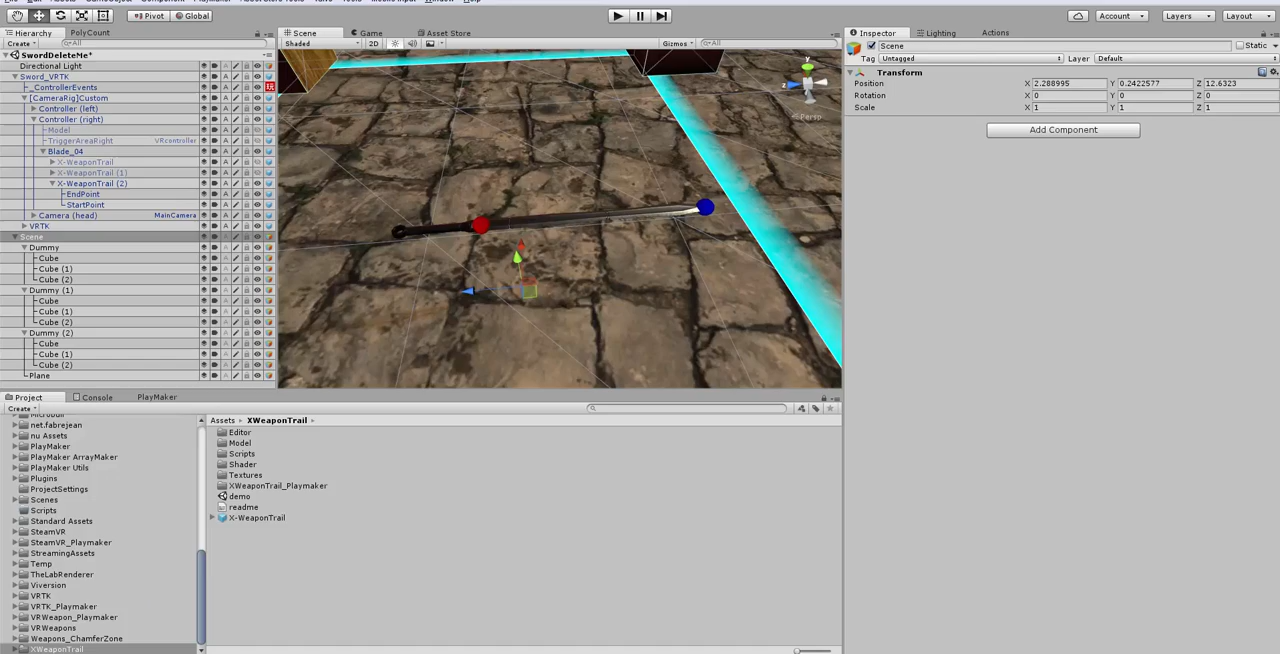 Pivot Global Account Layers Layout
Hierarchy PolyCount
Create All
SwordDeleteMe*
Directional Light
Sword_VRTK
_ControllerEvents
[CameraRig]Custom
Controller (left)
Controller (right)
Model
TriggerAreaRight VRcontroller
Blade_04
X-WeaponTrail
X-WeaponTrail (1)
X-WeaponTrail (2)
EndPoint
StartPoint
Camera (head) MainCamera
VRTK
Scene
Dummy
Cube
Cube (1)
Cube (2)
Dummy (1)
Cube
Cube (1)
Cube (2)
Dummy (2)
Cube
Cube (1)
Cube (2)
Plane
Scene Game Asset Store
Shaded 2D Gizmos All
y
z
Persp
Inspector Lighting Actions
Scene Static
Tag Untagged Layer Default
Transform
Position X 2.288995 Y 0.2422577 Z 12.6323
Rotation X 0 Y 0 Z 0
Scale X 1 Y 1 Z 1
Add Component
Project Console PlayMaker
Create
net.fabrejean
nu Assets
PlayMaker
PlayMaker ArrayMaker
PlayMaker Utils
Plugins
ProjectSettings
Scenes
Scripts
Standard Assets
SteamVR
SteamVR_Playmaker
StreamingAssets
Temp
TheLabRenderer
Viversion
VRTK
VRTK_Playmaker
VRWeapon_Playmaker
VRWeapons
Weapons_ChamferZone
XWeaponTrail
Assets XWeaponTrail
Editor
Model
Scripts
Shader
Textures
XWeaponTrail_Playmaker
demo
readme
X-WeaponTrail